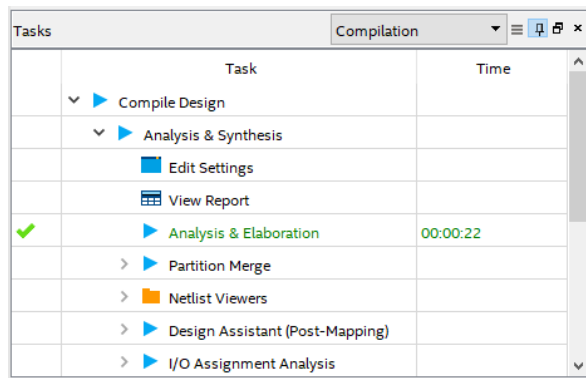 Tasks Compilation
Task Time
Compile Design
Analysis & Synthesis
Edit Settings
View Report
Analysis & Elaboration 00:00:22
Partition Merge
Netlist Viewers
Design Assistant (Post-Mapping)
I/O Assignment Analysis